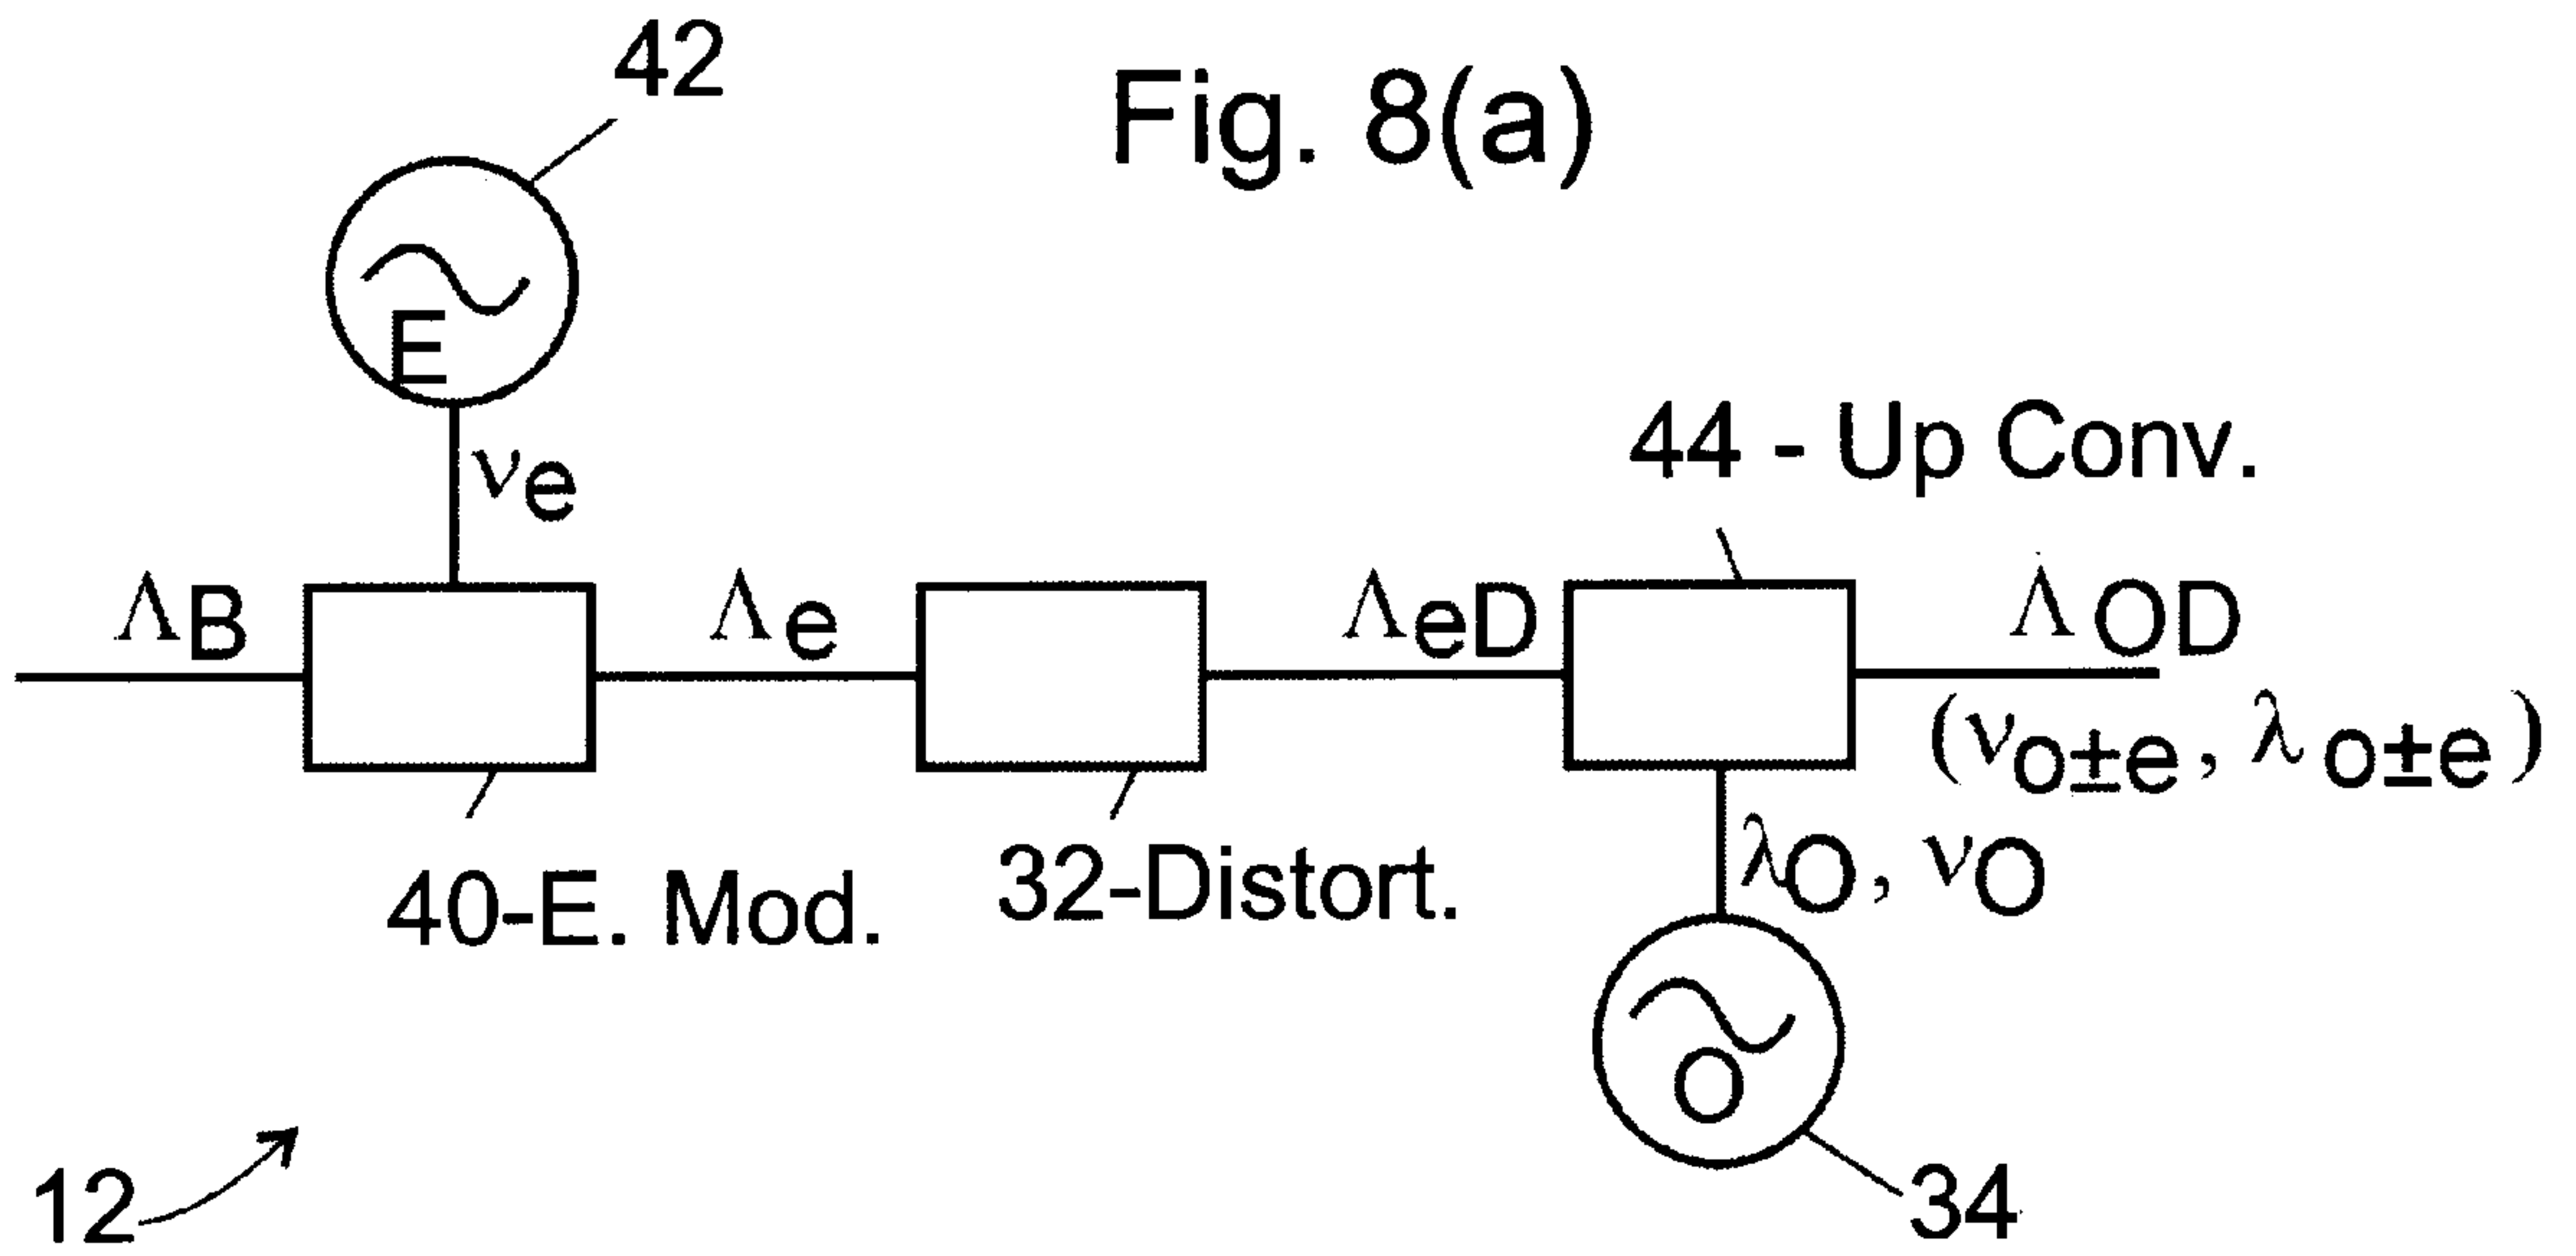 42
Fig. 8(a)
E
νe
44 - Up Conv.
ΛB
Λe
ΛeD
ΛOD
(νo±e, λo±e)
λO, νO
40-E. Mod.
32-Distort.
O
12
34